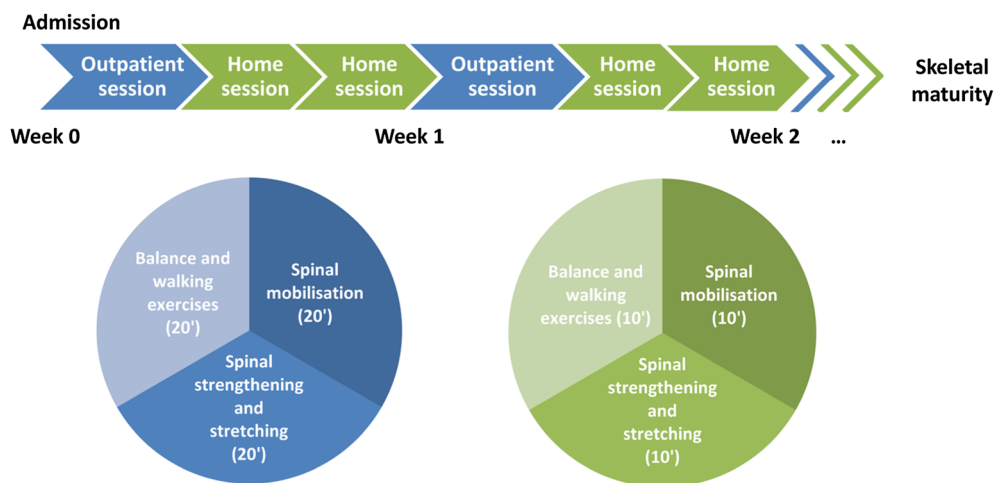 Admission
Outpatient
session
Home
session
Home
session
Outpatient
session
Home
session
Home
session
Skeletal
maturity
Week 0
Week 1
Week 2
...
Balance and
walking
exercises
(20')
Spinal
mobilisation
(20')
Spinal
strengthening
and
stretching
(20')
Balance and
walking
exercises (10')
Spinal
mobilisation
(10')
Spinal
strengthening
and
stretching
(10')